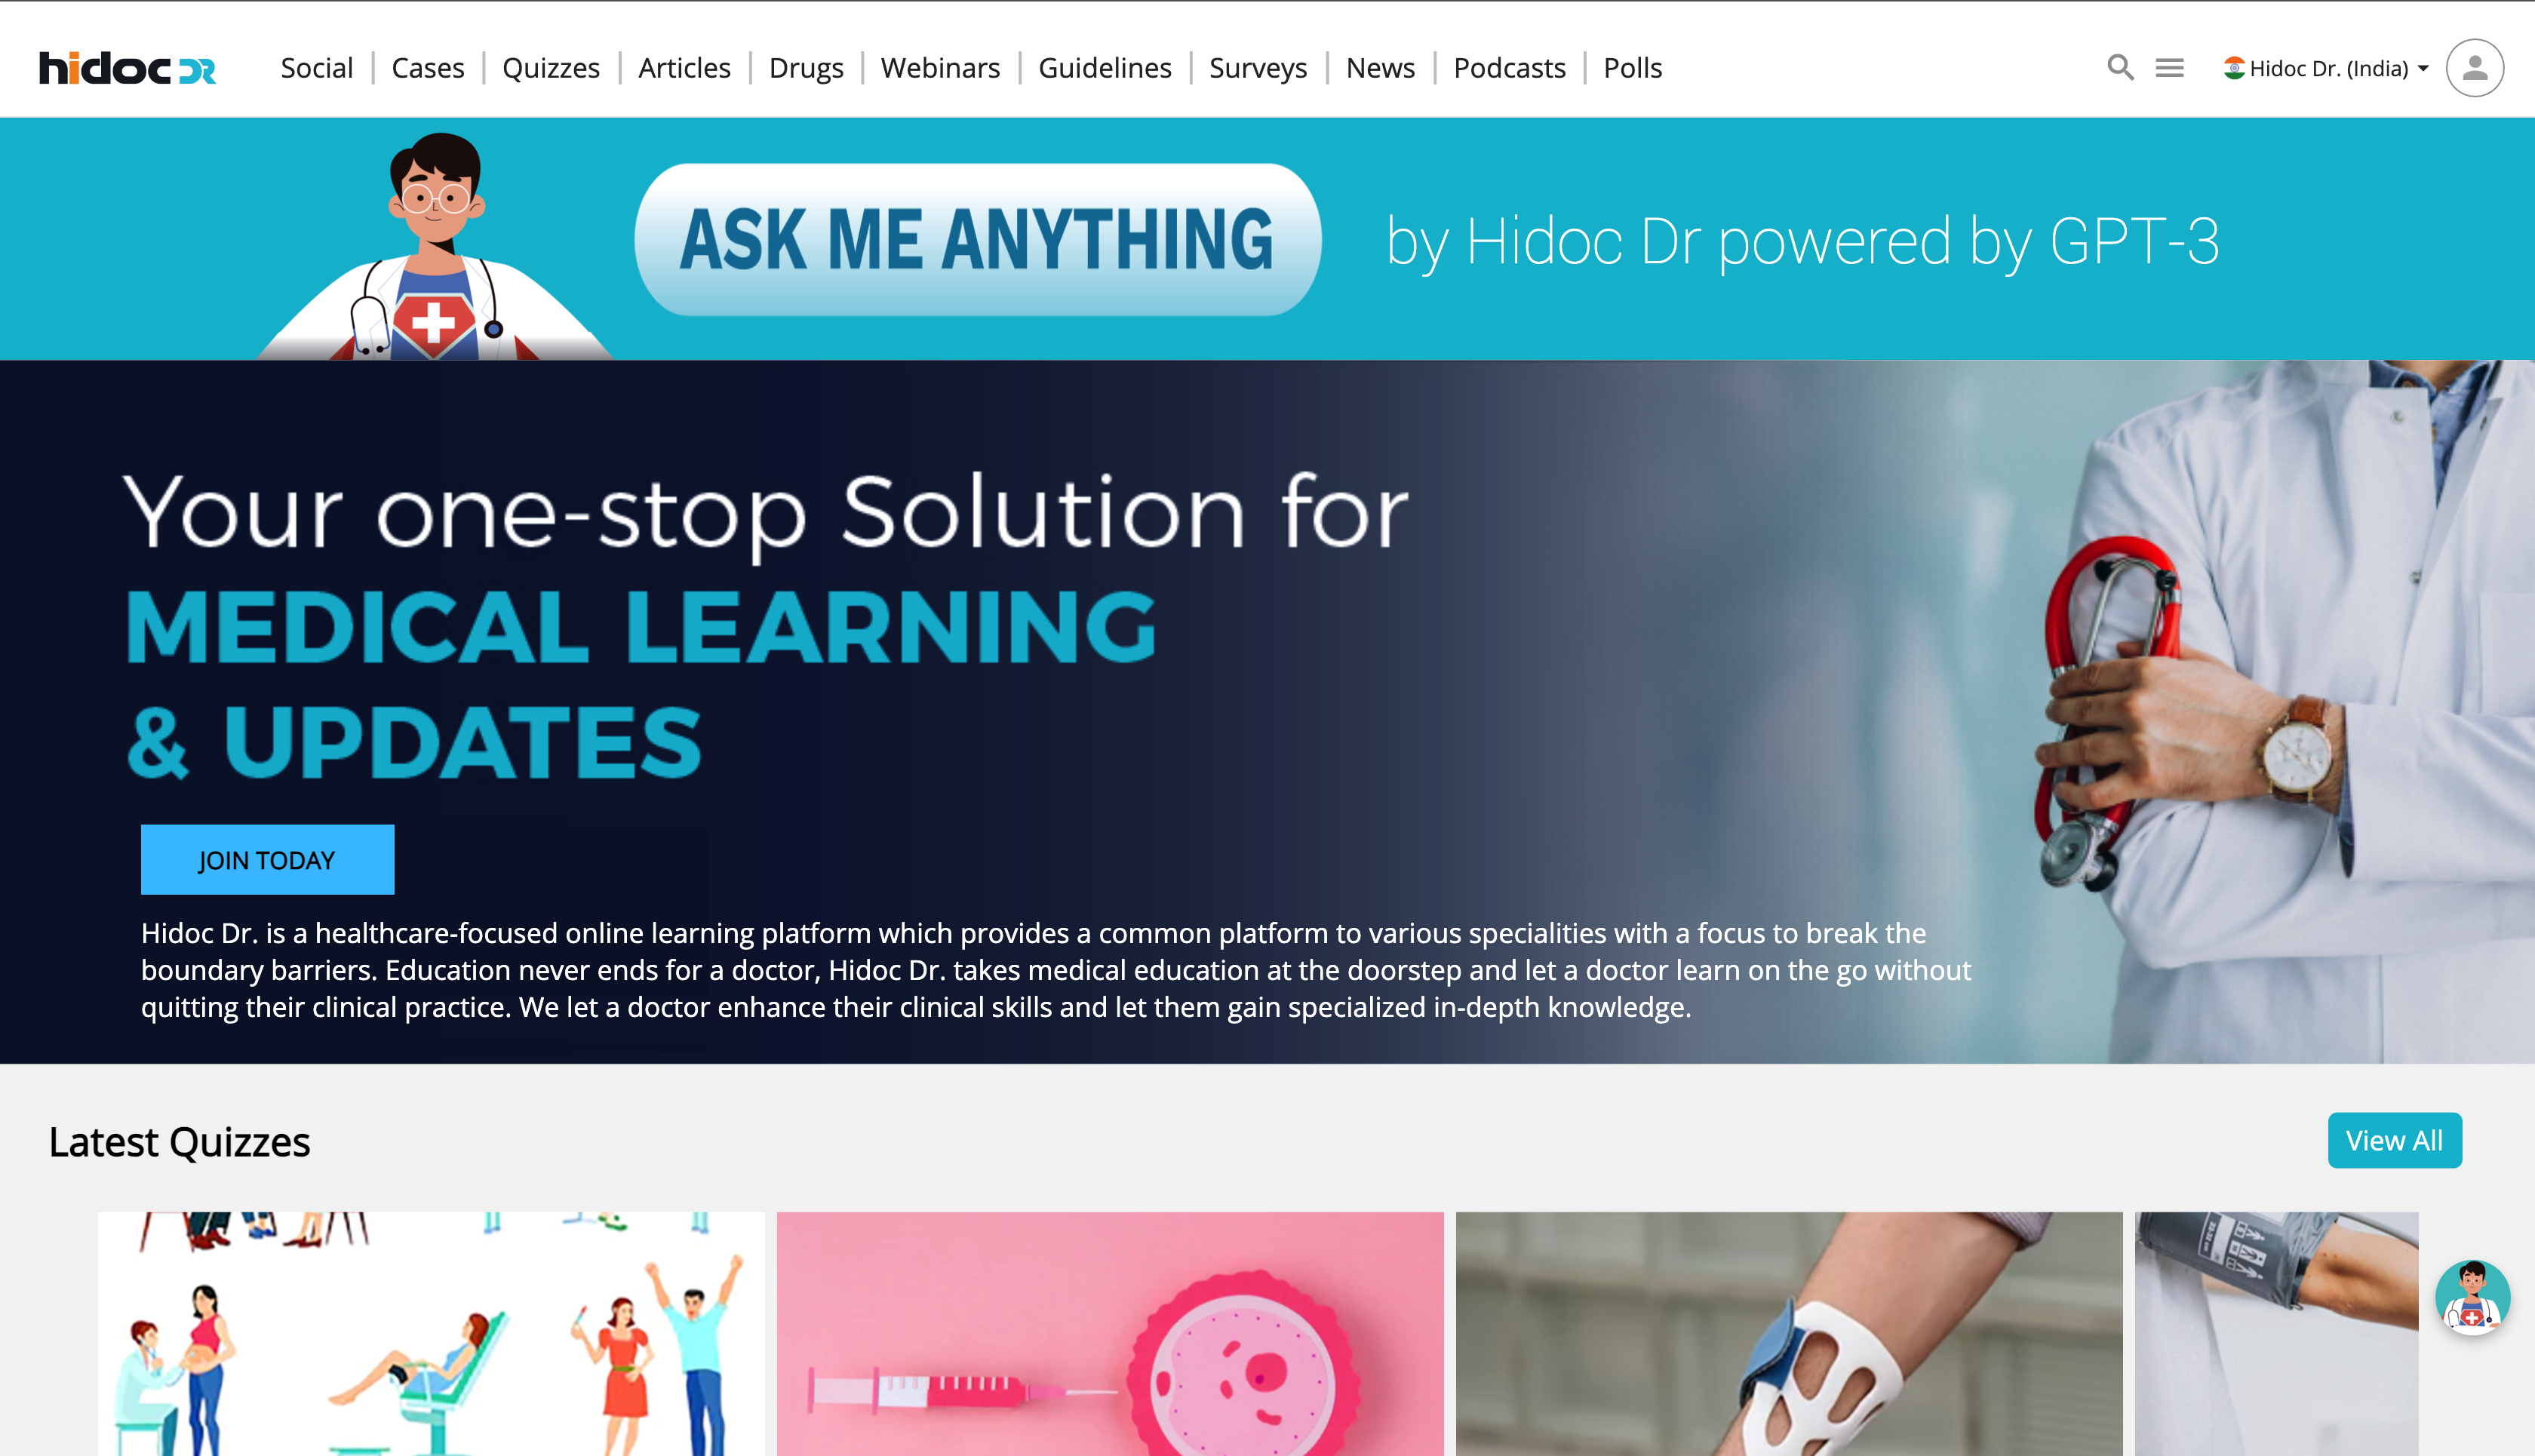 hidoc DR
Social
Cases
Quizzes
Articles
Drugs
Webinars
Guidelines
Surveys
News
Podcasts
Polls
Hidoc Dr. (India)
ASK ME ANYTHING
by Hidoc Dr powered by GPT-3
Your one-stop Solution for
MEDICAL LEARNING
& UPDATES
JOIN TODAY
Hidoc Dr. is a healthcare-focused online learning platform which provides a common platform to various specialities with a focus to break the
boundary barriers. Education never ends for a doctor, Hidoc Dr. takes medical education at the doorstep and let a doctor learn on the go without
quitting their clinical practice. We let a doctor enhance their clinical skills and let them gain specialized in-depth knowledge.
Latest Quizzes
View All